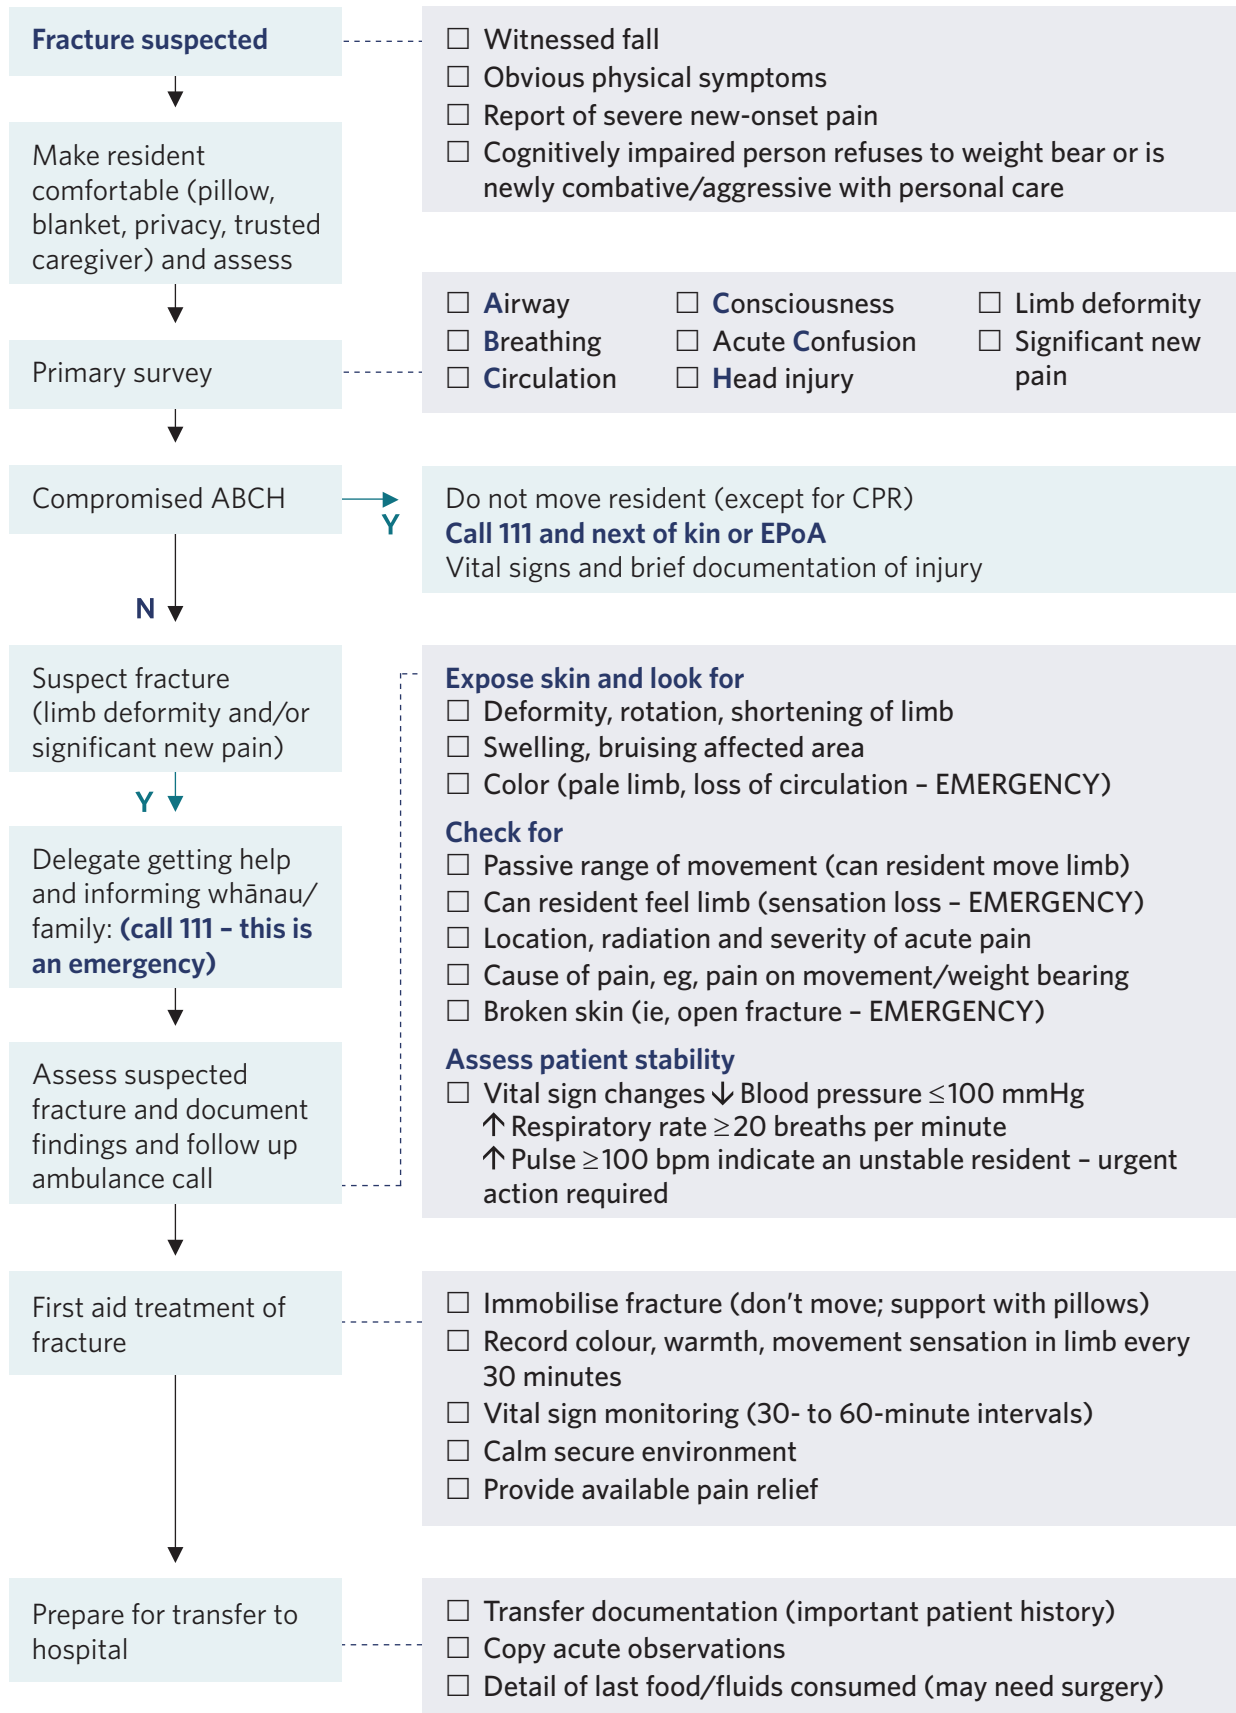 Fracture suspected
☐ Witnessed fall
☐ Obvious physical symptoms
☐ Report of severe new-onset pain
☐ Cognitively impaired person refuses to weight bear or is
newly combative/aggressive with personal care
Make resident
comfortable (pillow,
blanket, privacy, trusted
caregiver) and assess
Primary survey
☐ Airway
☐ Breathing
☐ Circulation
☐ Consciousness
☐ Acute Confusion
☐ Head injury
☐ Limb deformity
☐ Significant new
pain
Compromised ABCH
Y
Do not move resident (except for CPR)
Call 111 and next of kin or EPoA
Vital signs and brief documentation of injury
N
Suspect fracture
(limb deformity and/or
significant new pain)
Y
Delegate getting help
and informing whānau/
family: (call 111 – this is
an emergency)
Assess suspected
fracture and document
findings and follow up
ambulance call
Expose skin and look for
☐ Deformity, rotation, shortening of limb
☐ Swelling, bruising affected area
☐ Color (pale limb, loss of circulation – EMERGENCY)
Check for
☐ Passive range of movement (can resident move limb)
☐ Can resident feel limb (sensation loss – EMERGENCY)
☐ Location, radiation and severity of acute pain
☐ Cause of pain, eg, pain on movement/weight bearing
☐ Broken skin (ie, open fracture – EMERGENCY)
Assess patient stability
☐ Vital sign changes ↓ Blood pressure ≤100 mmHg
↑ Respiratory rate ≥20 breaths per minute
↑ Pulse ≥100 bpm indicate an unstable resident – urgent
action required
First aid treatment of
fracture
☐ Immobilise fracture (don't move; support with pillows)
☐ Record colour, warmth, movement sensation in limb every
30 minutes
☐ Vital sign monitoring (30- to 60-minute intervals)
☐ Calm secure environment
☐ Provide available pain relief
Prepare for transfer to
hospital
☐ Transfer documentation (important patient history)
☐ Copy acute observations
☐ Detail of last food/fluids consumed (may need surgery)